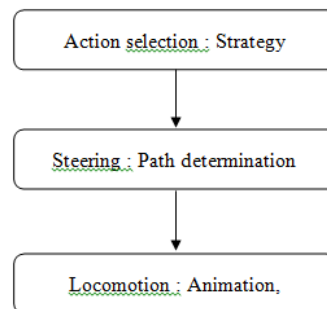 Action selection : Strategy
Steering : Path determination
Locomotion : Animation,